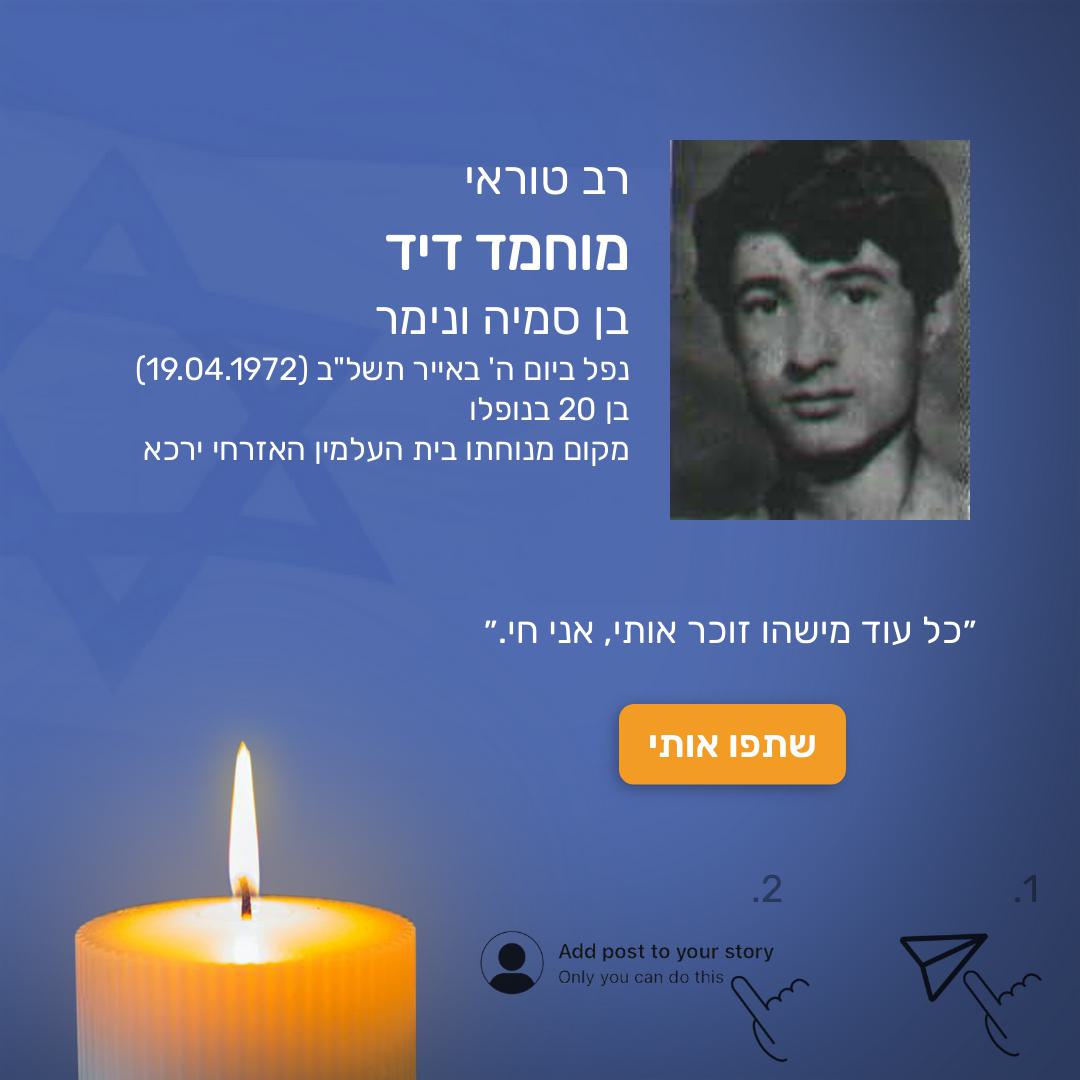 רב טוראי
מוחמד דיד
בן סמיה ונימר
נפל ביום ה' באייר תשל"ב (19.04.1972)
בן 20 בנופלו
מקום מנוחתו בית העלמין האזרחי ירכא
״כל עוד מישהו זוכר אותי, אני חי.״
שתפו אותי
.1
.2
Add post to your story
Only you can do this